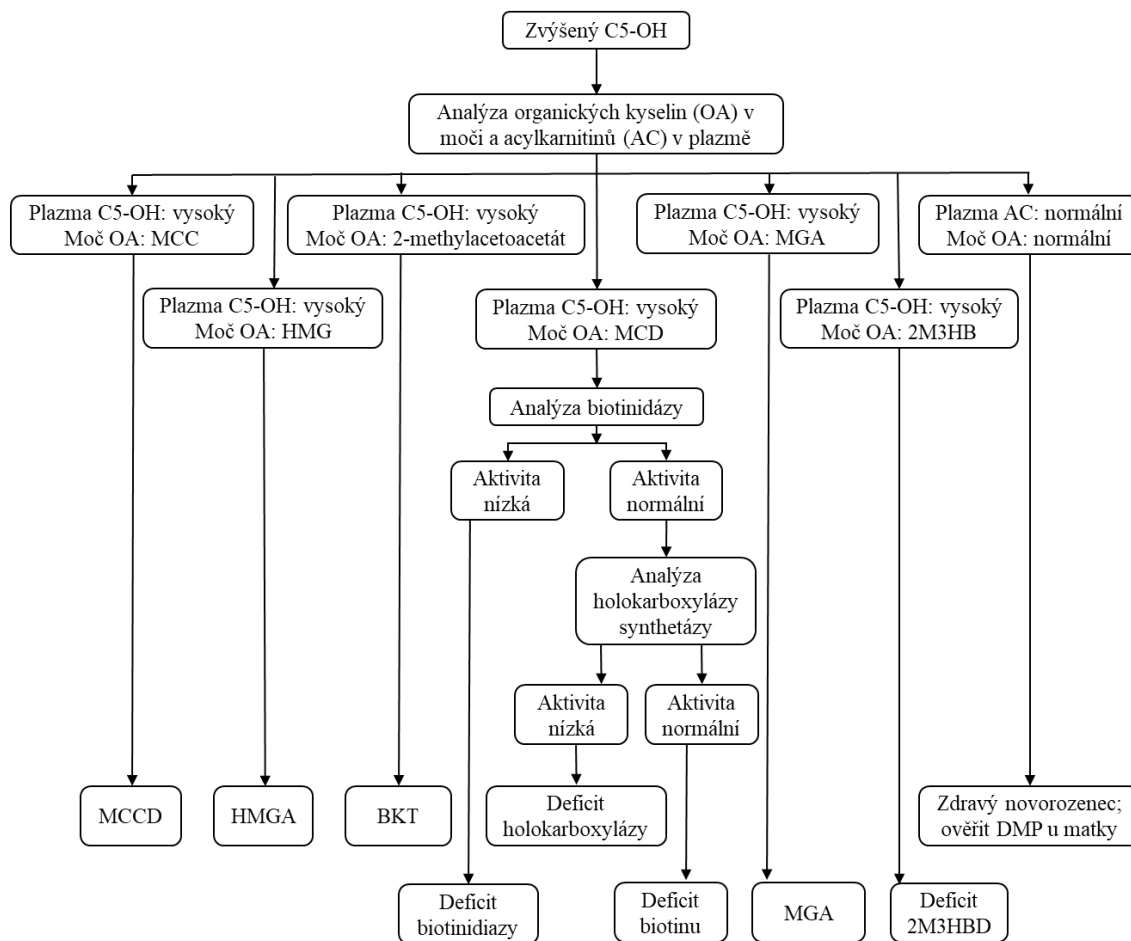 Zvýšený C5-OH
Analýza organických kyselin (OA) v
moči a acylkarnitinů (AC) v plazmě
Plazma C5-OH: vysoký
Moč OA: MCC
Plazma C5-OH: vysoký
Moč OA: 2-methylacetoacetát
Plazma C5-OH: vysoký
Moč OA: MGA
Plazma AC: normální
Moč OA: normální
Plazma C5-OH: vysoký
Moč OA: HMG
Plazma C5-OH: vysoký
Moč OA: MCD
Plazma C5-OH: vysoký
Moč OA: 2M3HB
Analýza biotinidázy
Aktivita
nízká
Aktivita
normální
Analýza
holokarboxylázy
synthetázy
Aktivita
nízká
Aktivita
normální
MCCD
HMGA
BKT
Deficit
holokarboxylázy
Zdravý novorozenec;
ověřit DMP u matky
Deficit
biotinidiazy
Deficit
biotinu
MGA
Deficit
2M3HBD